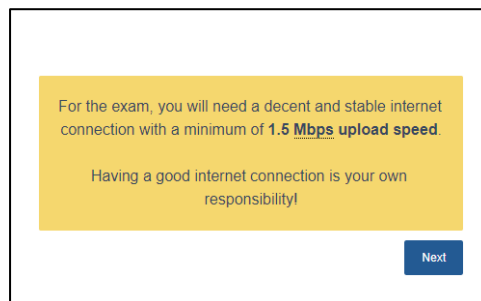 For the exam, you will need a decent and stable internet
connection with a minimum of 1.5 Mbps upload speed.
Having a good internet connection is your own
responsibility!
Next